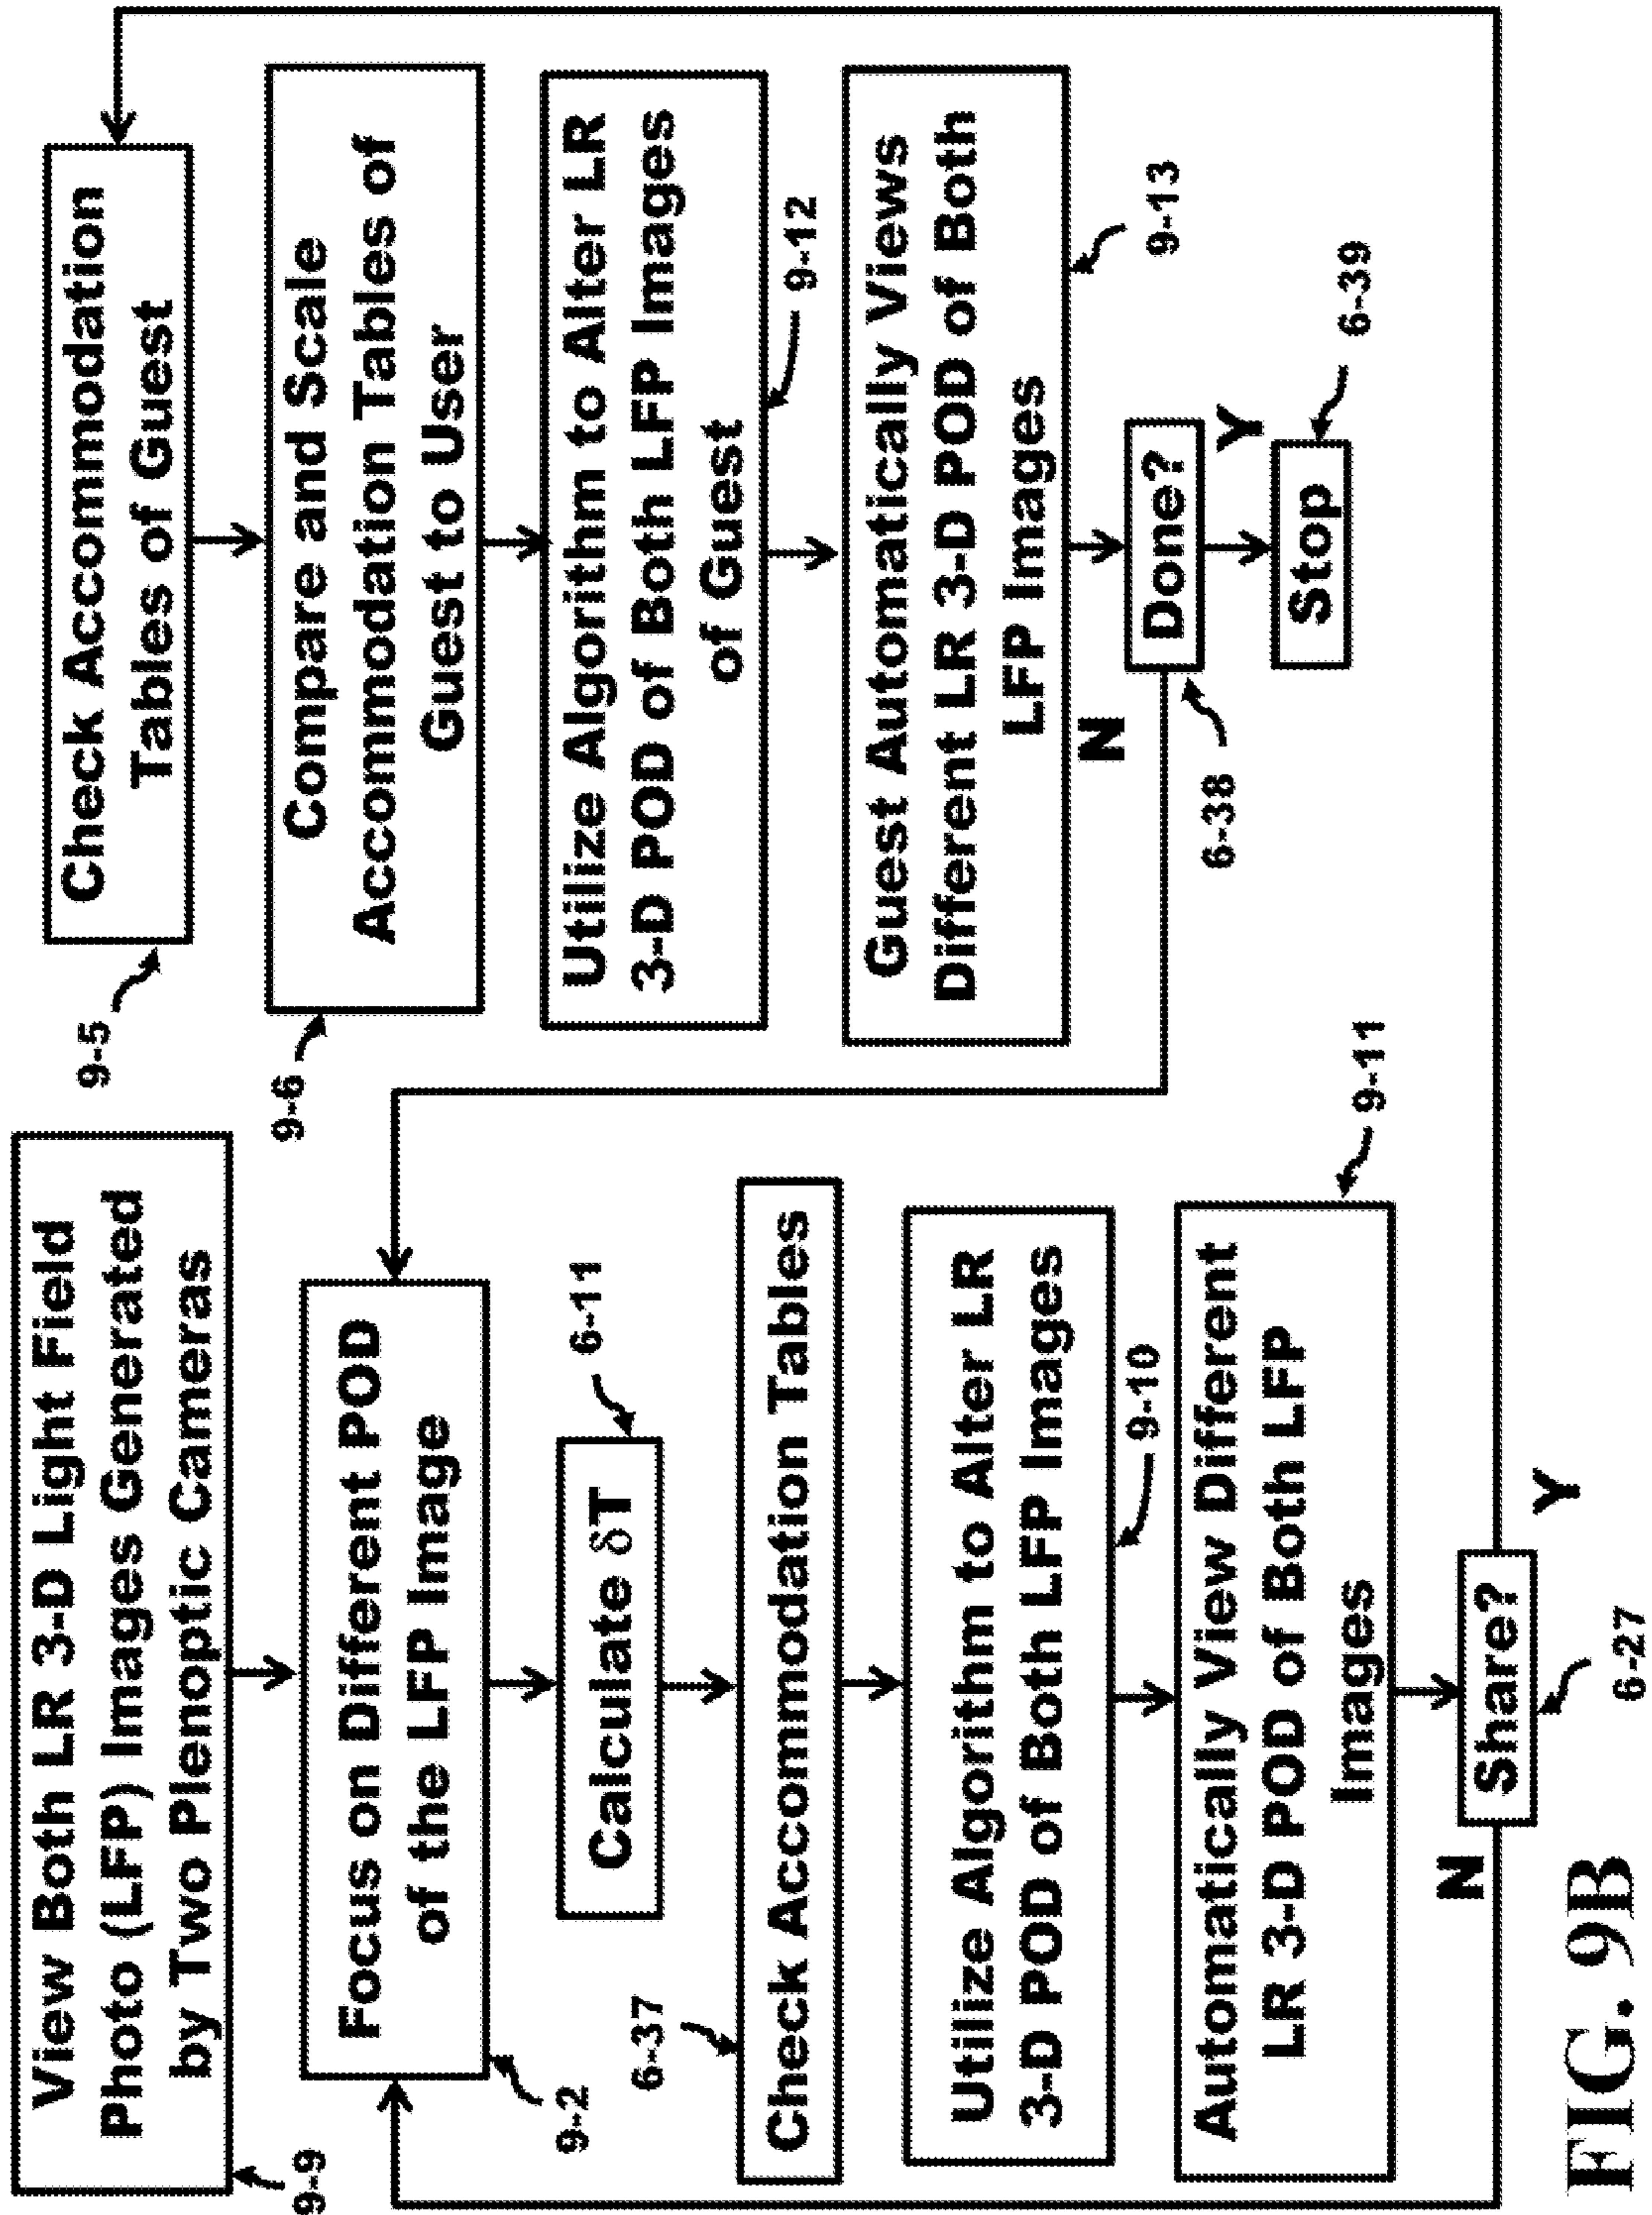 View Both LR 3-D Light Field
Photo (LFP) Images Generated
by Two Plenoptic Cameras
9-9
Focus on Different POD
of the LFP Image
9-2
Calculate δT
6-11
6-37
Check Accommodation Tables
Utilize Algorithm to Alter LR
3-D POD of Both LFP Images
9-10
Automatically View Different
LR 3-D POD of Both LFP
Images
9-11
N
Share?
Y
6-27
Check Accommodation
Tables of Guest
9-5
Compare and Scale
Accommodation Tables of
Guest to User
9-6
Utilize Algorithm to Alter LR
3-D POD of Both LFP Images
of Guest
9-12
Guest Automatically Views
Different LR 3-D POD of Both
LFP Images
9-13
N
Done?
Y
6-38
Stop
6-39
FIG. 9B